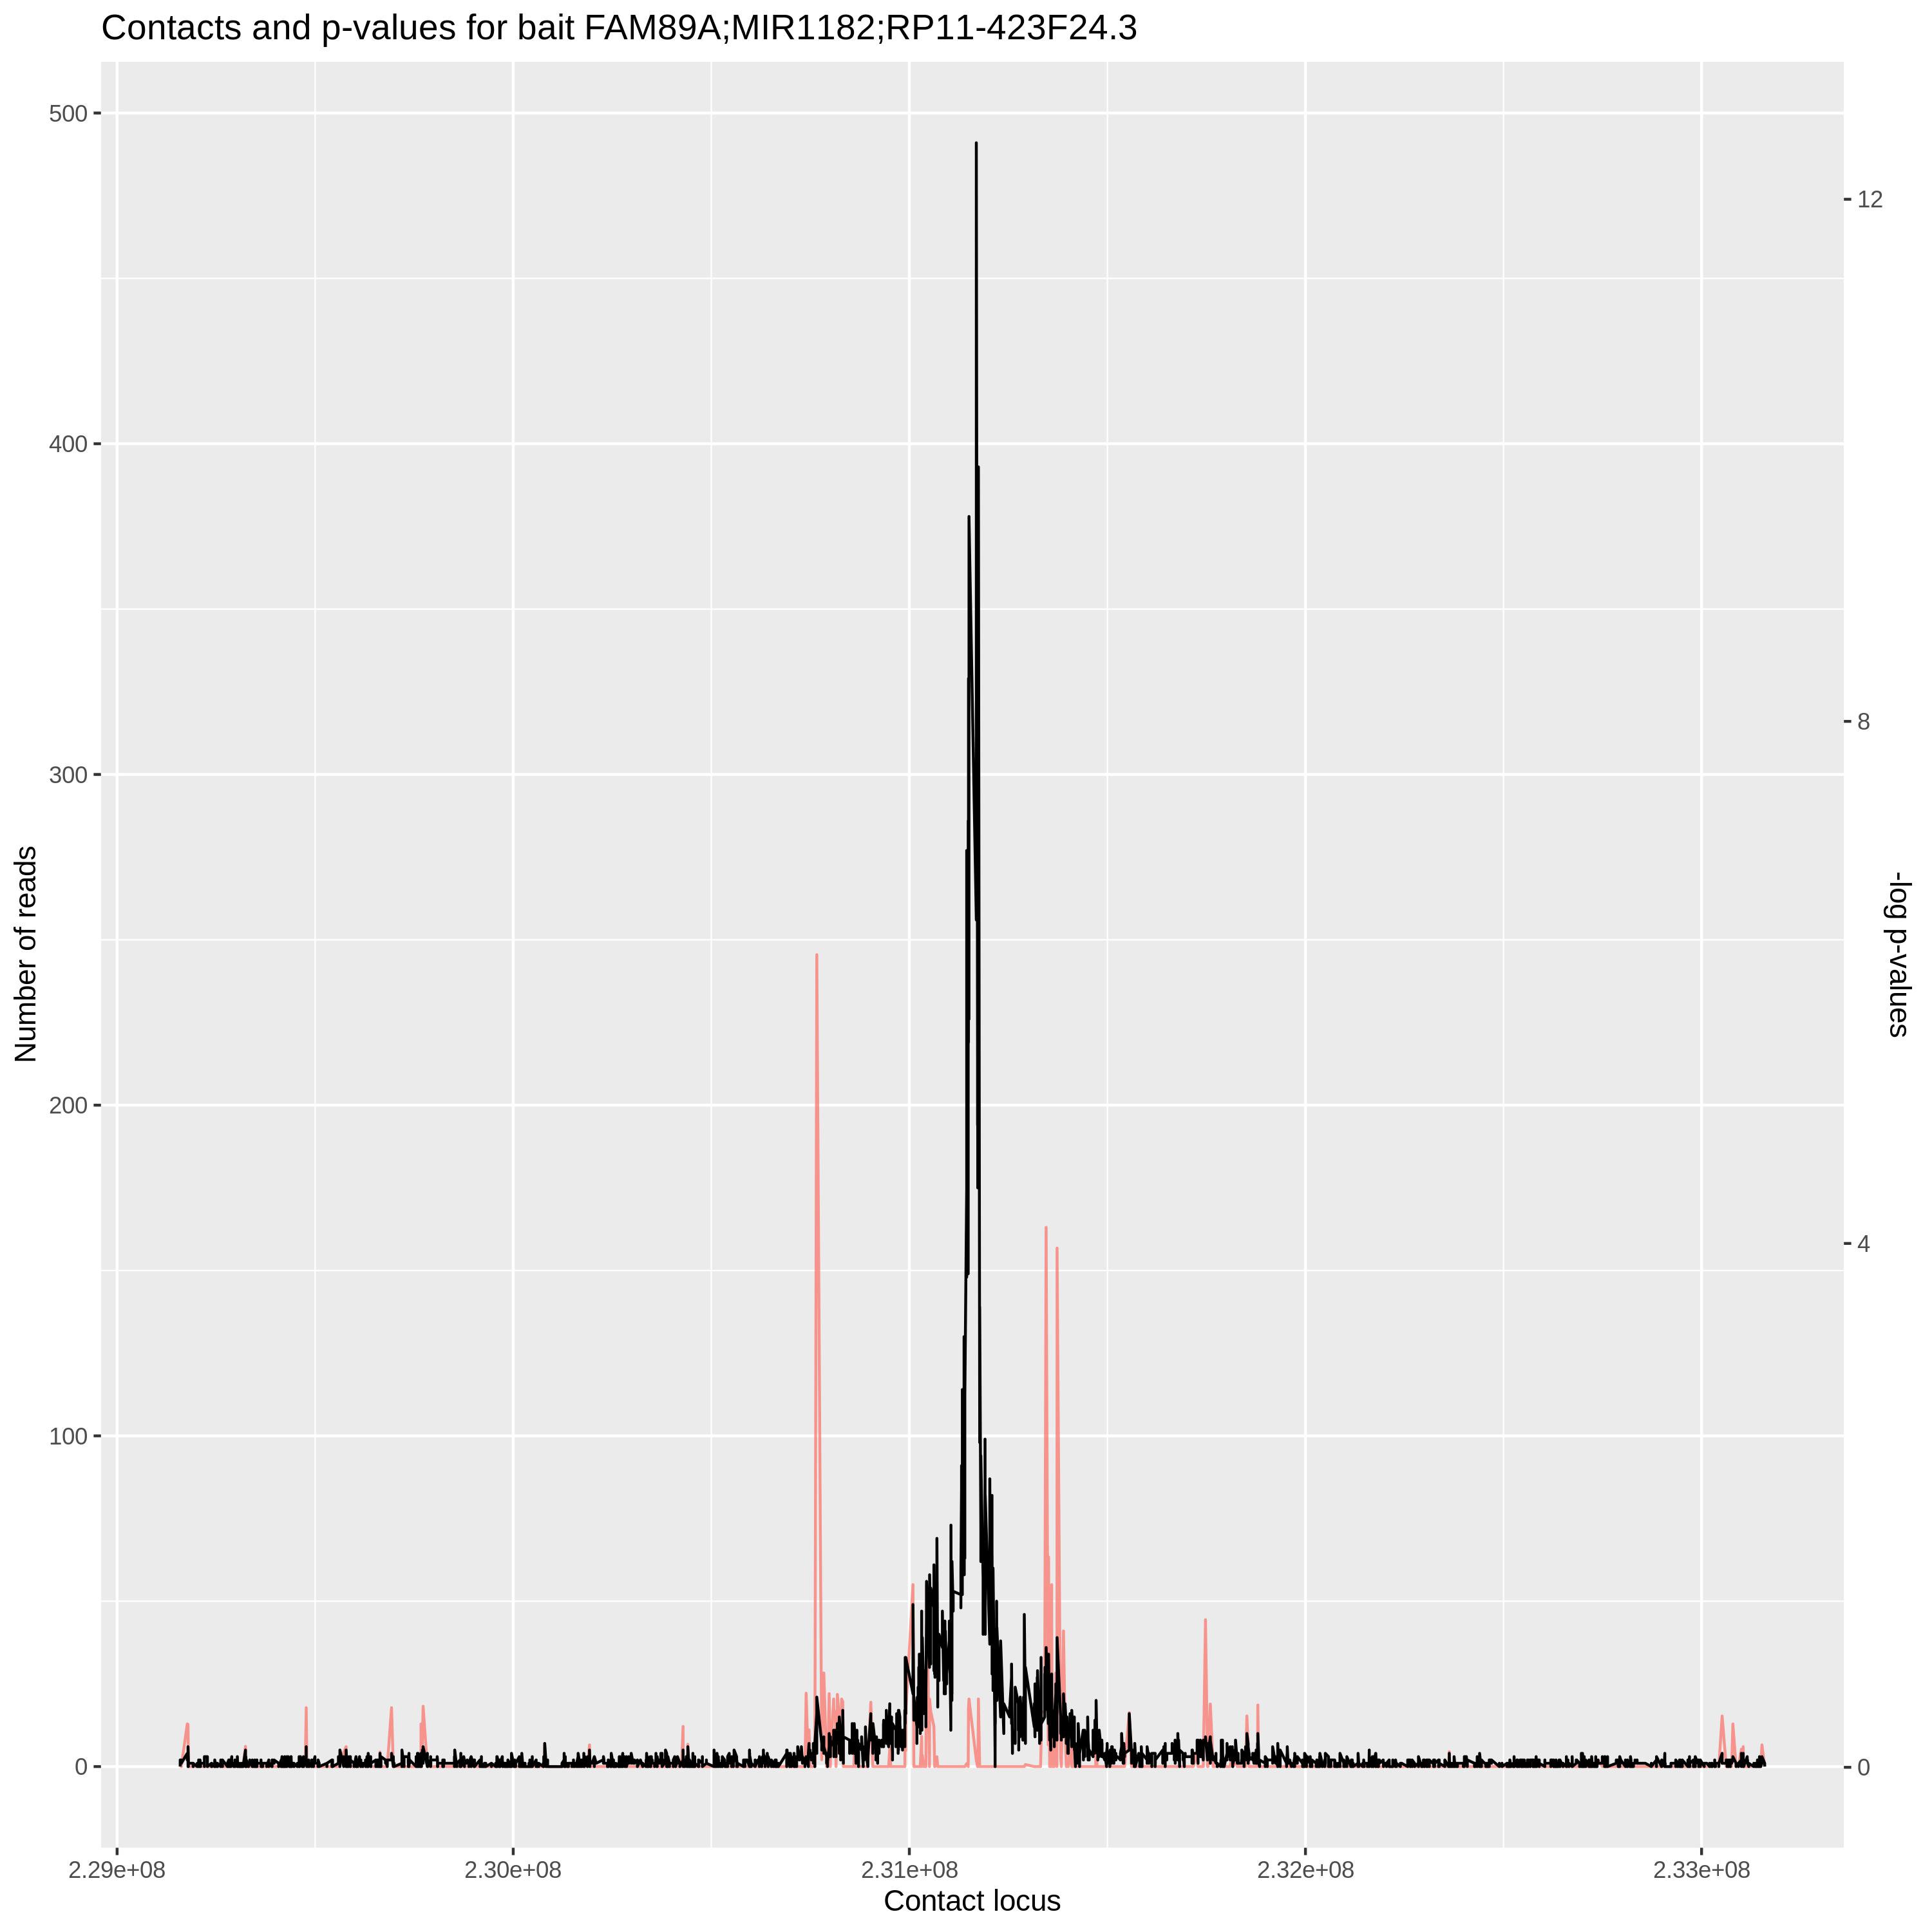 Contacts and p-values for bait FAM89A;MIR1182;RP11-423F24.3
500
400
300
200
100
0
12
8
4
0
Number of reads
-log p-values
2.29e+08
2.30e+08
2.31e+08
2.32e+08
2.33e+08
Contact locus